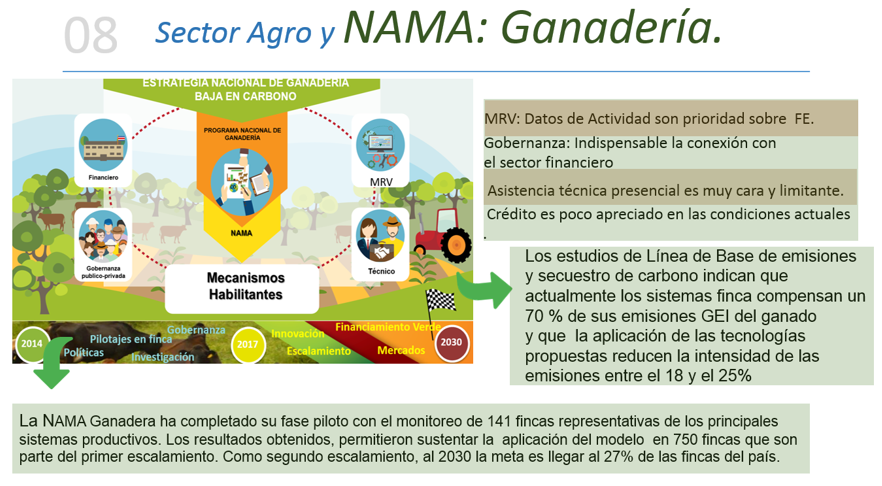 08
Sector Agro y NAMA: Ganadería.
ESTRATEGIA NACIONAL DE GANADERÍA
BAJA EN CARBONO
PROGRAMA NACIONAL DE
GANADERÍA
Financiero
MRV
NAMA
Gobernanza
publico-privada
Técnico
Mecanismos
Habilitantes
2014
Políticas
Pilotajes en finca
Gobernanza
Investigación
2017
Innovación
Escalamiento
Financiamiento Verde
Mercados
2030
MRV: Datos de Actividad son prioridad sobre FE.
Gobernanza: Indispensable la conexión con
el sector financiero
Asistencia técnica presencial es muy cara y limitante.
Crédito es poco apreciado en las condiciones actuales
.
Los estudios de Línea de Base de emisiones
y secuestro de carbono indican que
actualmente los sistemas finca compensan un
70 % de sus emisiones GEI del ganado
y que la aplicación de las tecnologías
propuestas reducen la intensidad de las
emisiones entre el 18 y el 25%
La NAMA Ganadera ha completado su fase piloto con el monitoreo de 141 fincas representativas de los principales
sistemas productivos. Los resultados obtenidos, permitieron sustentar la aplicación del modelo en 750 fincas que son
parte del primer escalamiento. Como segundo escalamiento, al 2030 la meta es llegar al 27% de las fincas del país.